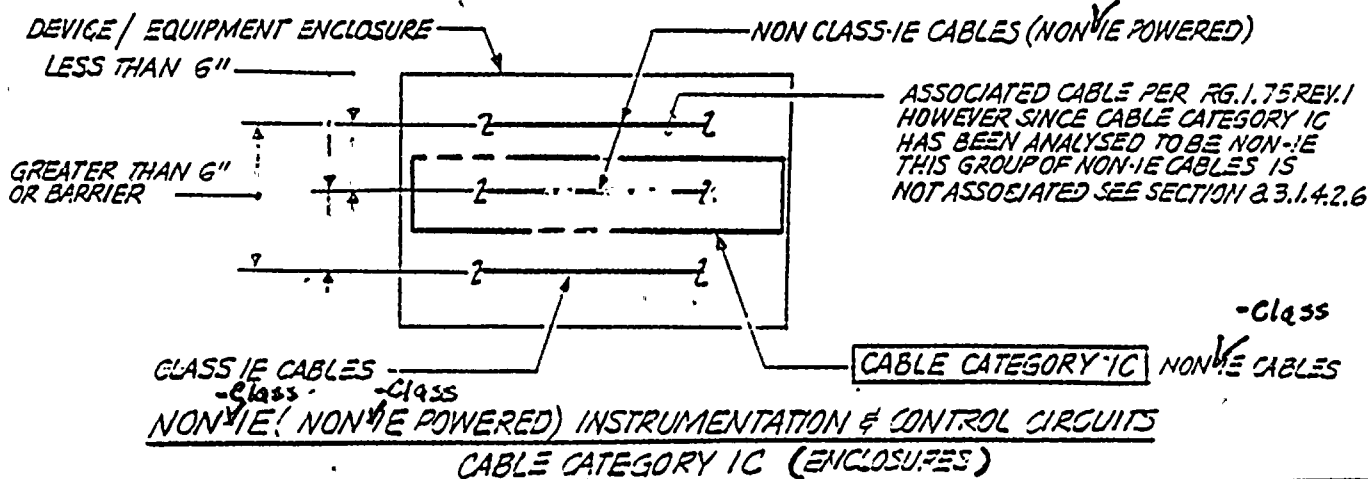 DEVICE / EQUIPMENT ENCLOSURE
NON CLASS-IE CABLES (NON IE POWERED)
LESS THAN 6"
ASSOCIATED CABLE PER RG.1.75 REV.1
HOWEVER SINCE CABLE CATEGORY IC
HAS BEEN ANALYSED TO BE NON-IE
THIS GROUP OF NON-IE CABLES IS
NOT ASSOCIATED SEE SECTION 8.3.1.4.2.6
GREATER THAN 6"
OR BARRIER
-Class
CABLE CATEGORY IC NON IE CABLES
CLASS IE CABLES
-Class -Class
NON IE (NON IE POWERED) INSTRUMENTATION & CONTROL CIRCUITS
CABLE CATEGORY IC (ENCLOSURES)